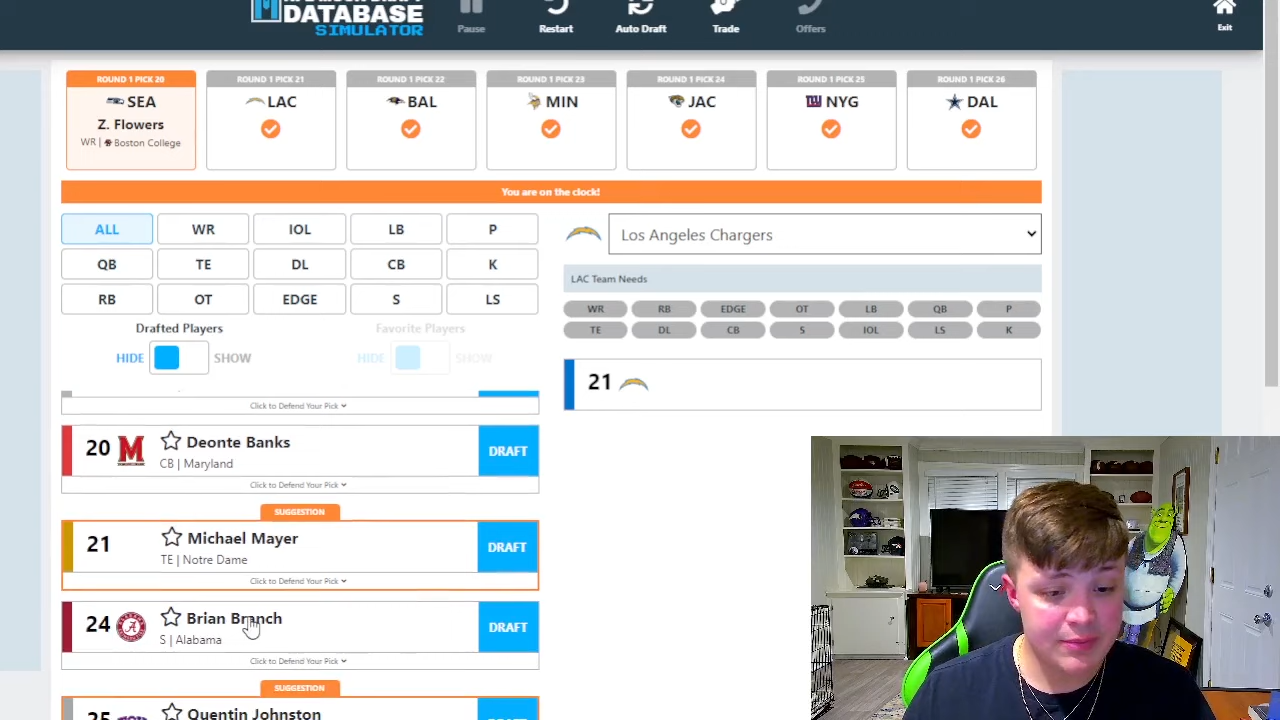 DATABASE
SIMULATOR
Pause
Restart
Auto Draft
Trade
Offers
Exit
ROUND 1 PICK 20
SEA
Z. Flowers
WR | Boston College
ROUND 1 PICK 21
LAC
ROUND 1 PICK 22
BAL
ROUND 1 PICK 23
MIN
ROUND 1 PICK 24
JAC
ROUND 1 PICK 25
NYG
ROUND 1 PICK 26
DAL
You are on the clock!
ALL WR IOL LB P
QB TE DL CB K
RB OT EDGE S LS
Drafted Players
HIDE SHOW
Favorite Players
HIDE SHOW
Los Angeles Chargers
LAC Team Needs
WR RB EDGE OT LB QB P
TE DL CB S IOL LS K
21
Click to Defend Your Pick
20 Deonte Banks
CB | Maryland
DRAFT
Click to Defend Your Pick
SUGGESTION
21 Michael Mayer
TE | Notre Dame
DRAFT
Click to Defend Your Pick
24 Brian Branch
S | Alabama
DRAFT
Click to Defend Your Pick
SUGGESTION
25 Quentin Johnston
DRAFT